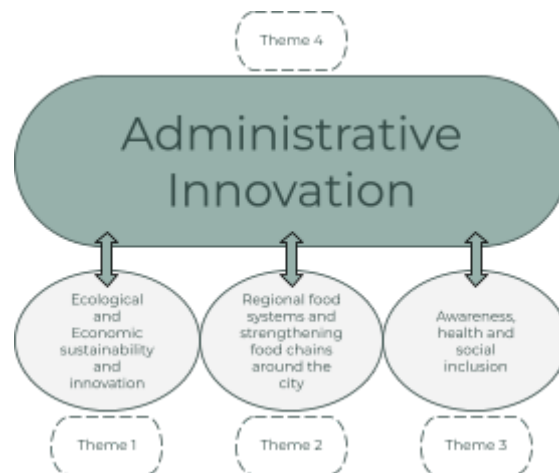 Theme 4
Administrative
Innovation
Ecological
and
Economic
sustainability
and
innovation
Regional food
systems and
strengthening
food chains
around the
city
Awareness,
health and
social
inclusion
Theme 1
Theme 2
Theme 3